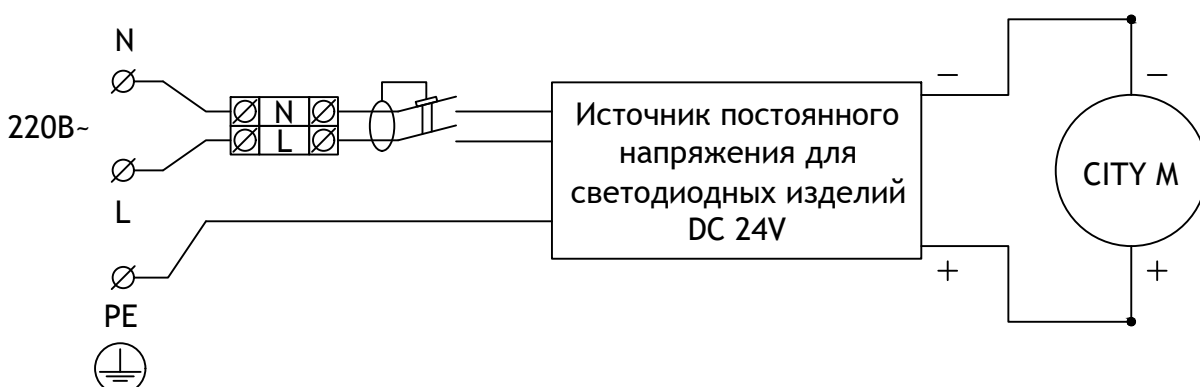 N
220В~
L
PE
N
L
Источник постоянного
напряжения для
светодиодных изделий
DC 24V
−
+
−
CITY M
+